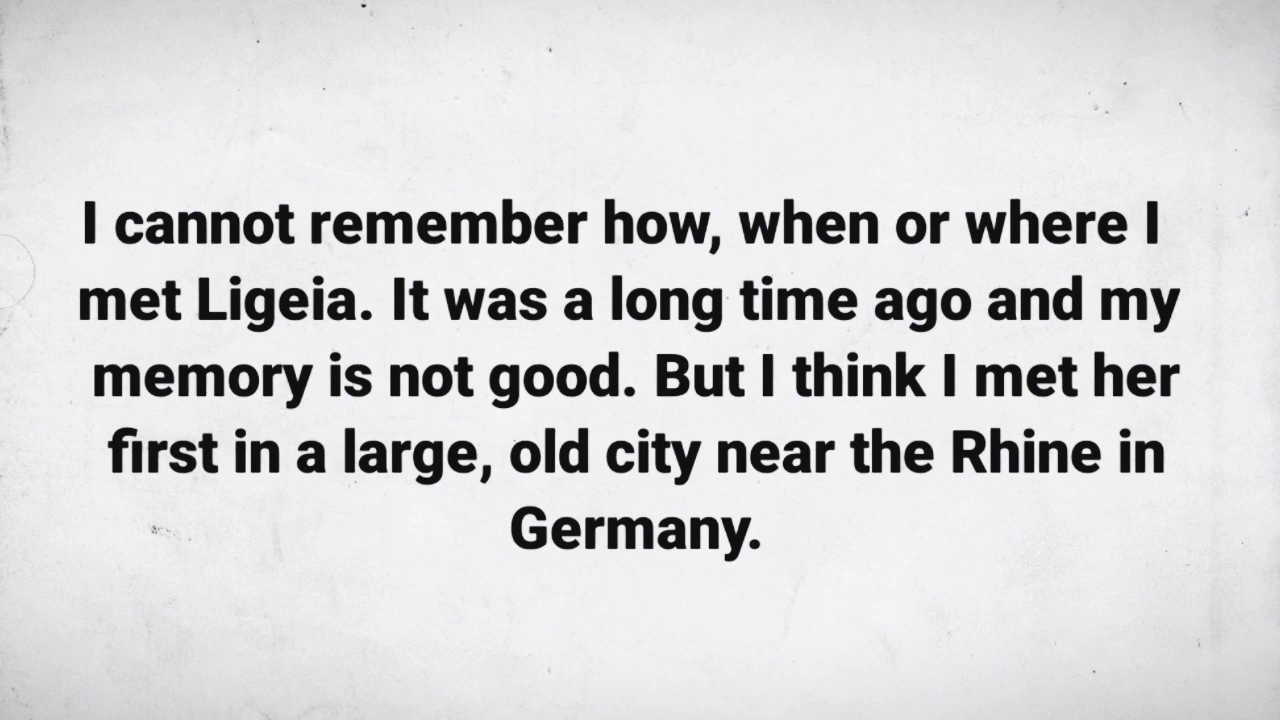 I cannot remember how, when or where I
met Ligeia. It was a long time ago and my
memory is not good. But I think I met her
first in a large, old city near the Rhine in
Germany.